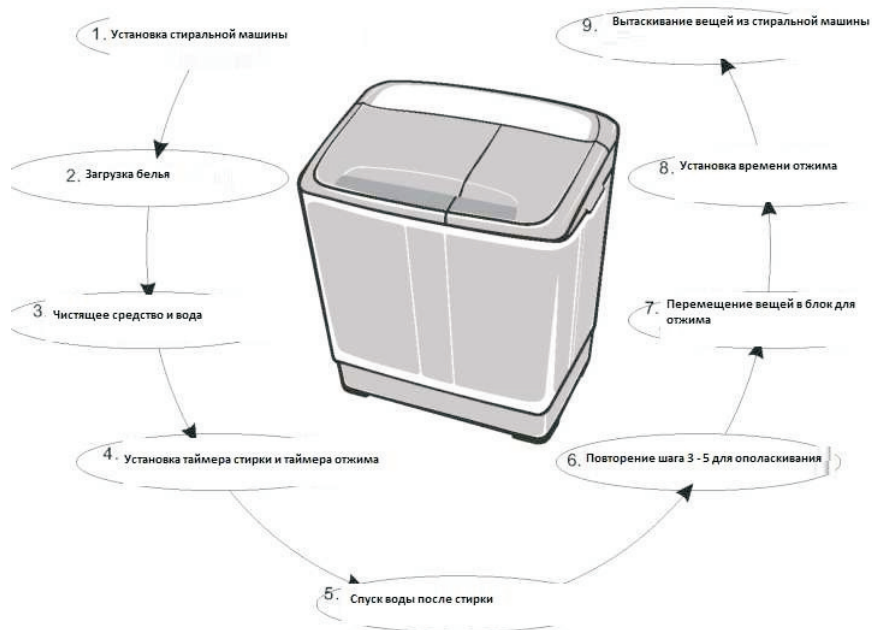 1. Установка стиральной машины
2. Загрузка белья
3. Чистящее средство и вода
4. Установка таймера стирки и таймера отжима
5. Спуск воды после стирки
6. Повторение шага 3 - 5 для ополаскивания
7. Перемещение вещей в блок для
отжима
8. Установка времени отжима
9. Вытаскивание вещей из стиральной машины